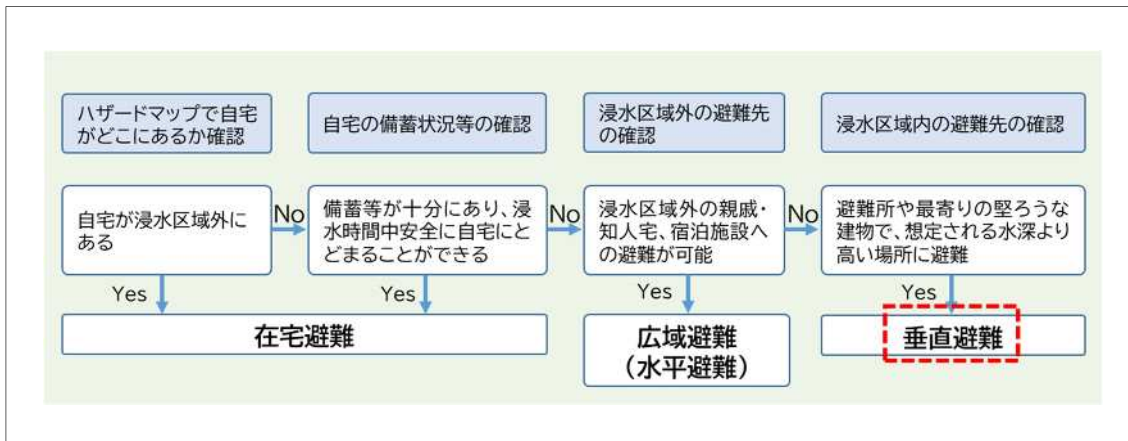 ハザードマップで自宅
がどこにあるか確認
自宅の備蓄状況等の確認
浸水区域外の避難先
の確認
浸水区域内の避難先の確認
自宅が浸水区域外に
ある
No
備蓄等が十分にあり、浸
水時間中安全に自宅にと
どまることができる
No
浸水区域外の親戚・
知人宅、宿泊施設へ
の避難が可能
No
避難所や最寄りの堅ろうな
建物で、想定される水深より
高い場所に避難
Yes
Yes
Yes
Yes
在宅避難
広域避難
（水平避難）
垂直避難